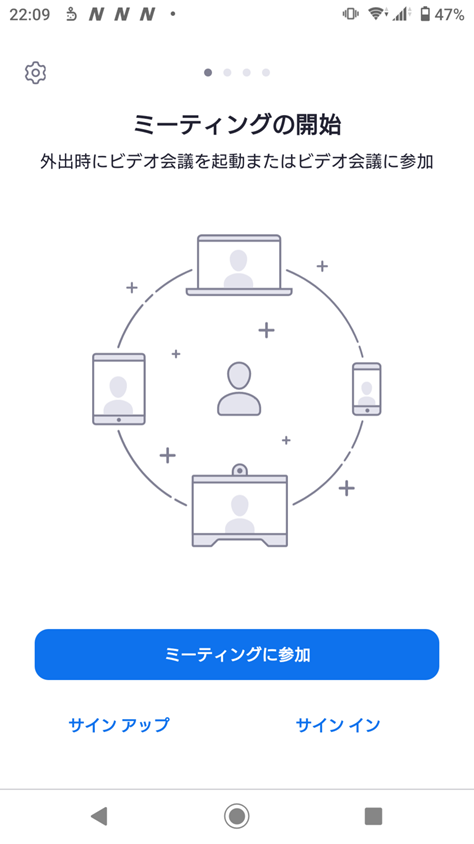 22:09 N N N 47%
ミーティングの開始
外出時にビデオ会議を起動またはビデオ会議に参加
ミーティングに参加
サイン アップ サイン イン